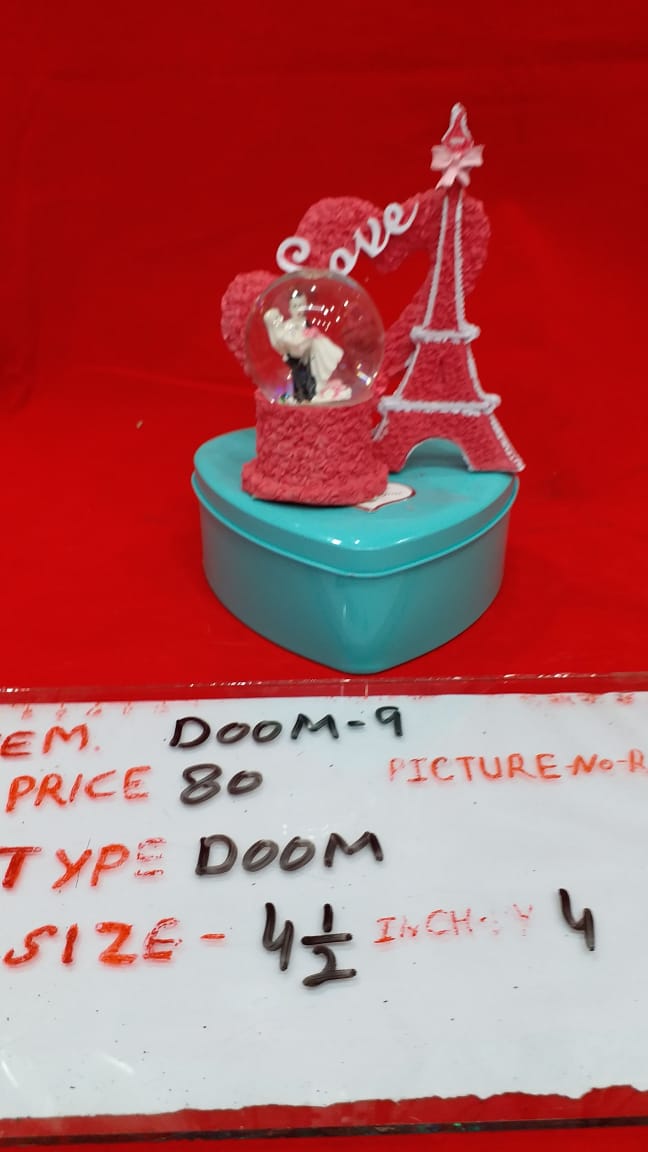 Love
EM. DOOM-9
PRICE 80 PICTURE-No-R
TYPE DOOM
SIZE - 4 1/2 INCH 4